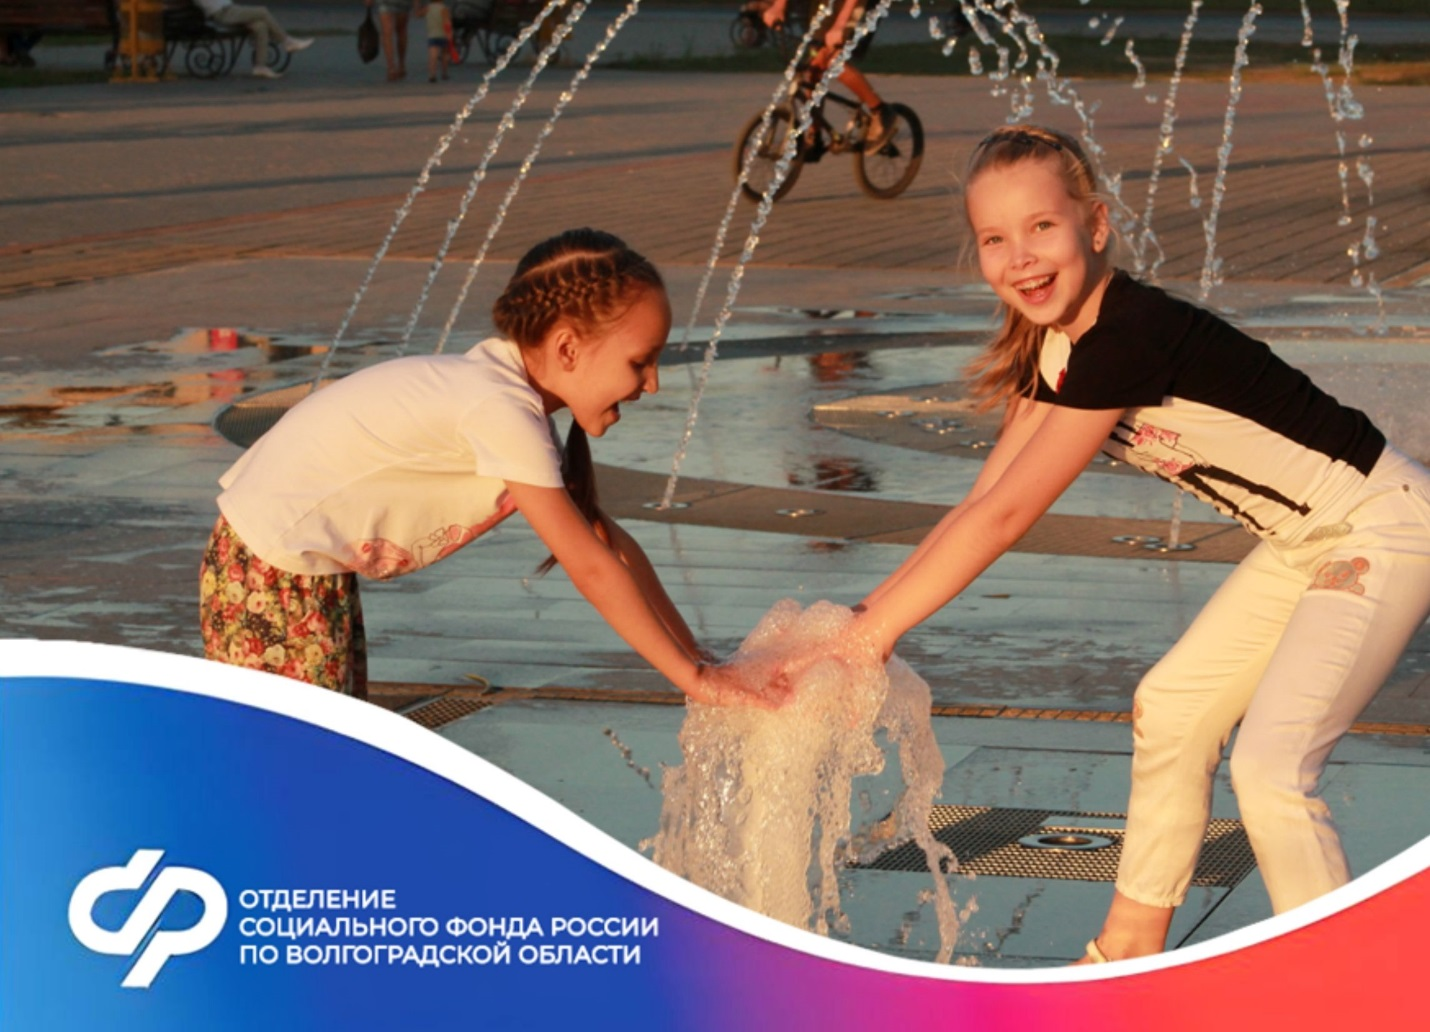 ОТДЕЛЕНИЕ
СОЦИАЛЬНОГО ФОНДА РОССИИ
ПО ВОЛГОГРАДСКОЙ ОБЛАСТИ